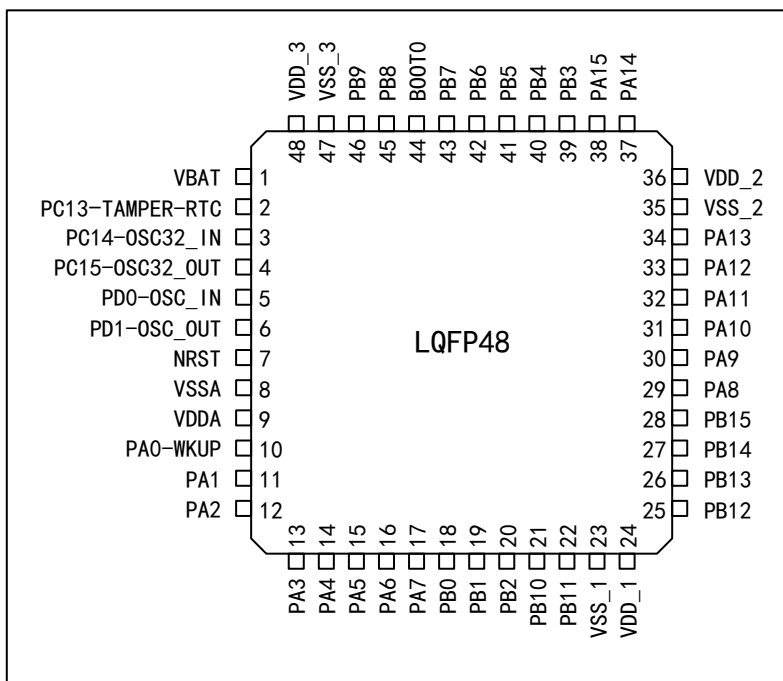 VDD_3
VSS_3
PB9
PB8
BOOT0
PB7
PB6
PB5
PB4
PB3
PA15
PA14
48
47
46
45
44
43
42
41
40
39
38
37
VBAT 1
PC13-TAMPER-RTC 2
PC14-OSC32_IN 3
PC15-OSC32_OUT 4
PD0-OSC_IN 5
PD1-OSC_OUT 6
NRST 7
VSSA 8
VDDA 9
PA0-WKUP 10
PA1 11
PA2 12
LQFP48
36 VDD_2
35 VSS_2
34 PA13
33 PA12
32 PA11
31 PA10
30 PA9
29 PA8
28 PB15
27 PB14
26 PB13
25 PB12
13
14
15
16
17
18
19
20
21
22
23
24
PA3
PA4
PA5
PA6
PA7
PB0
PB1
PB2
PB10
PB11
VSS_1
VDD_1